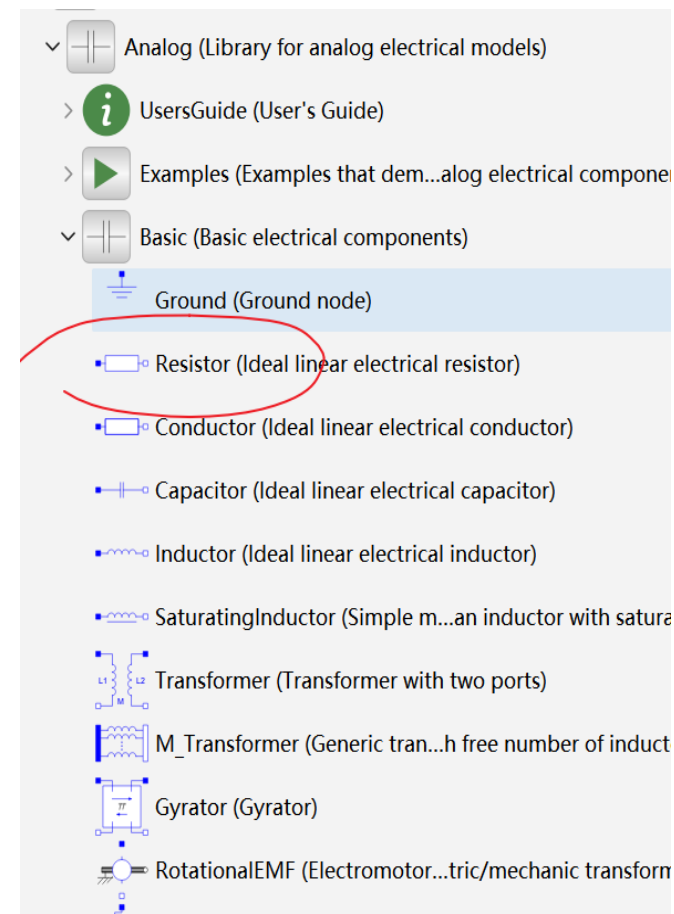 Analog (Library for analog electrical models)
UsersGuide (User's Guide)
Examples (Examples that dem...alog electrical compone
Basic (Basic electrical components)
Ground (Ground node)
Resistor (Ideal linear electrical resistor)
Conductor (Ideal linear electrical conductor)
Capacitor (Ideal linear electrical capacitor)
Inductor (Ideal linear electrical inductor)
SaturatingInductor (Simple m...an inductor with satura
L1 L2
M
Transformer (Transformer with two ports)
M_Transformer (Generic tran...h free number of induct
Gyrator (Gyrator)
RotationalEMF (Electromotor...tric/mechanic transform